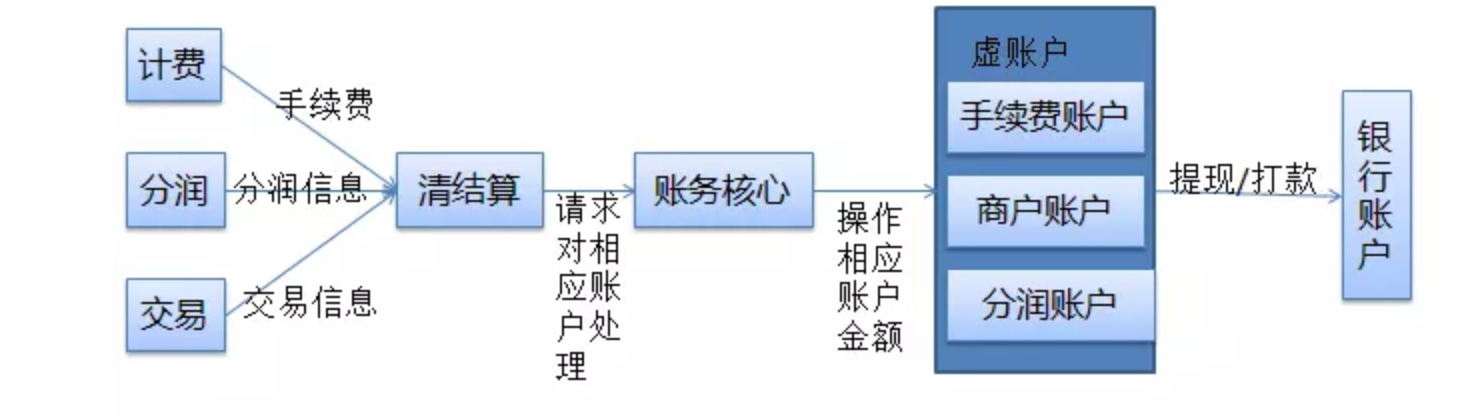 计费
手续费
分润
分润信息
交易
交易信息
清结算
请求
对相
应账
户处
理
账务核心
操作
相应
账户
金额
虚账户
手续费账户
商户账户
分润账户
提现/打款
银
行
账
户